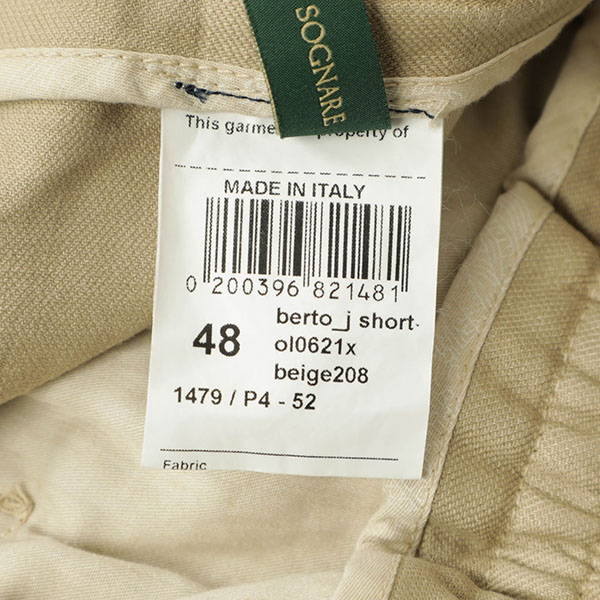 SOGNARE
This garme property of
MADE IN ITALY
0 200396 821481
48
berto_j short
ol0621x
beige208
1479 / P4 - 52
Fabric